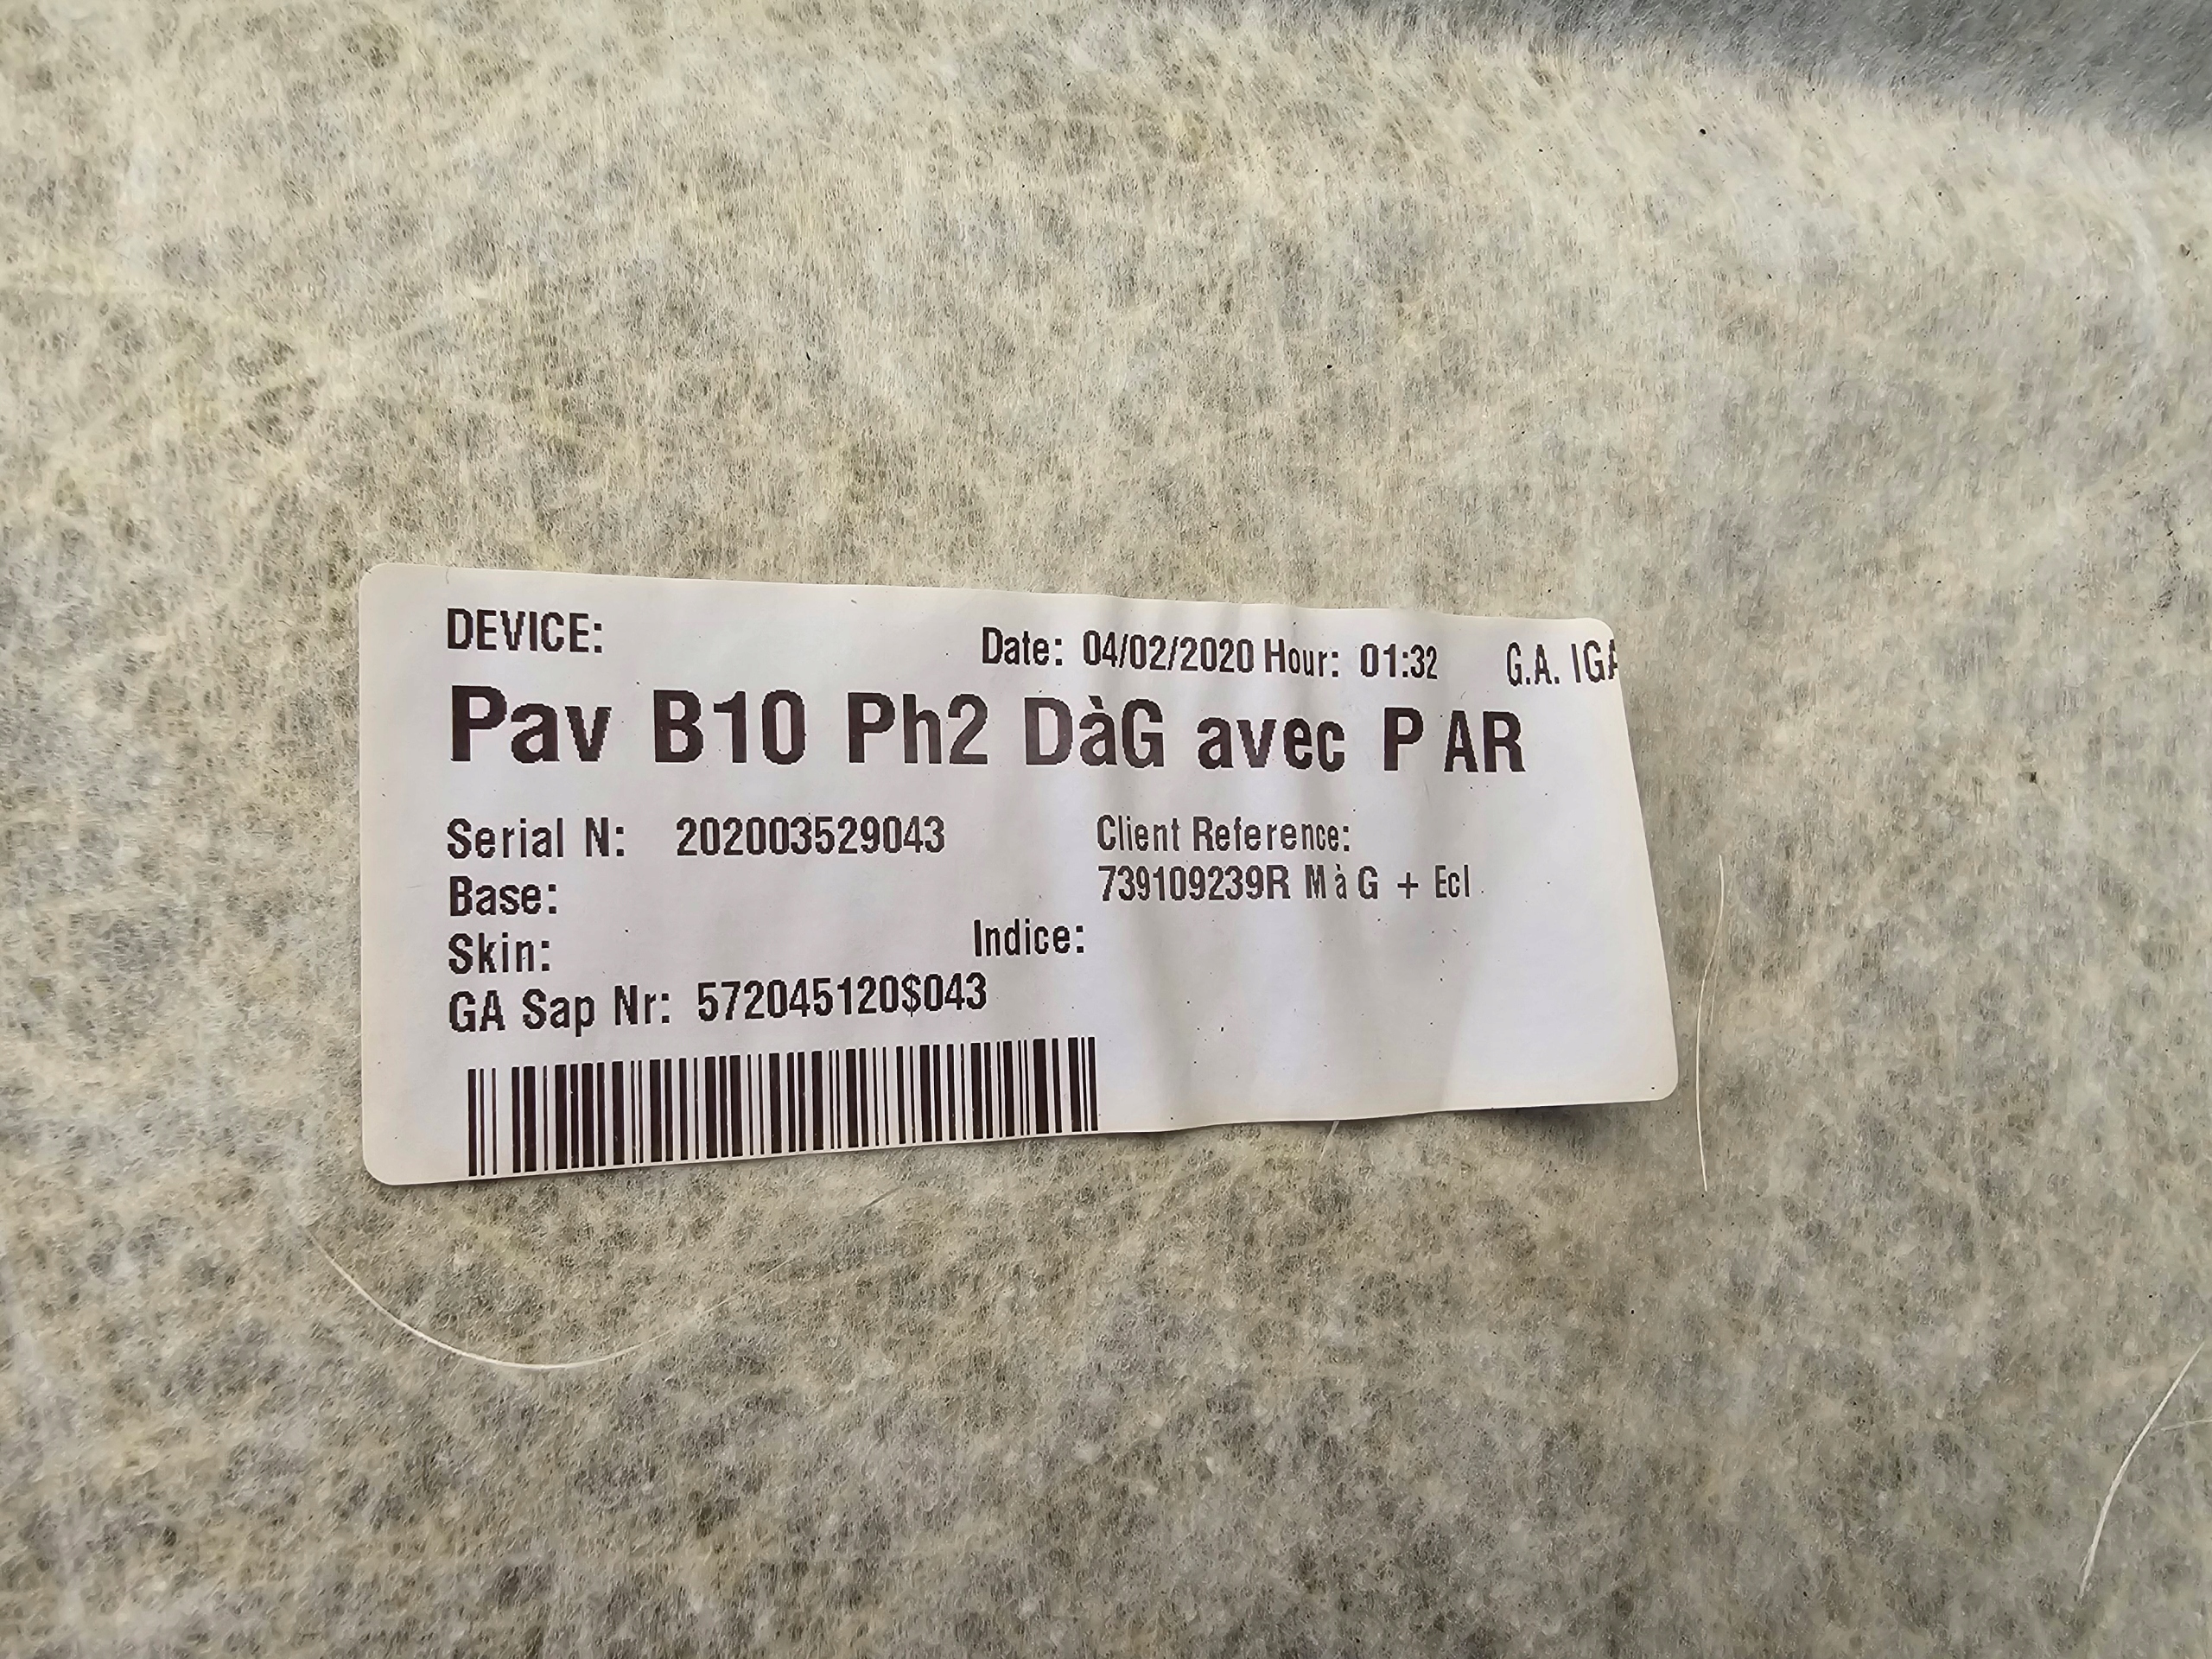 DEVICE:
Date: 04/02/2020 Hour: 01:32 G.A. IGA
Pav B10 Ph2 DàG avec P AR
Serial N: 202003529043
Client Reference:
739109239R M à G + Ecl
Base:
Skin:
Indice:
GA Sap Nr: 572045120$043